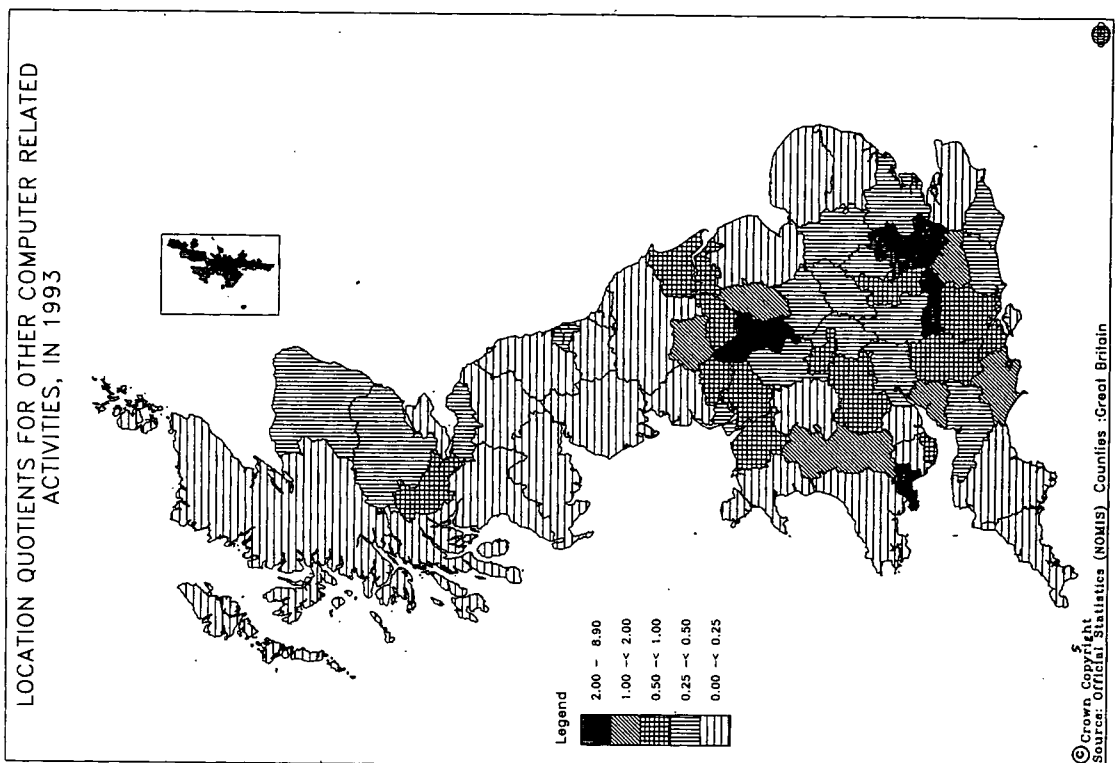 LOCATION QUOTIENTS FOR OTHER COMPUTER RELATED
ACTIVITIES, IN 1993
Legend
2.00 - 8.90
1.00 -< 2.00
0.50 -< 1.00
0.25 -< 0.50
0.00 -< 0.25
© Crown Copyright
Source: Official Statistics (NOMIS) Counties :Great Britain